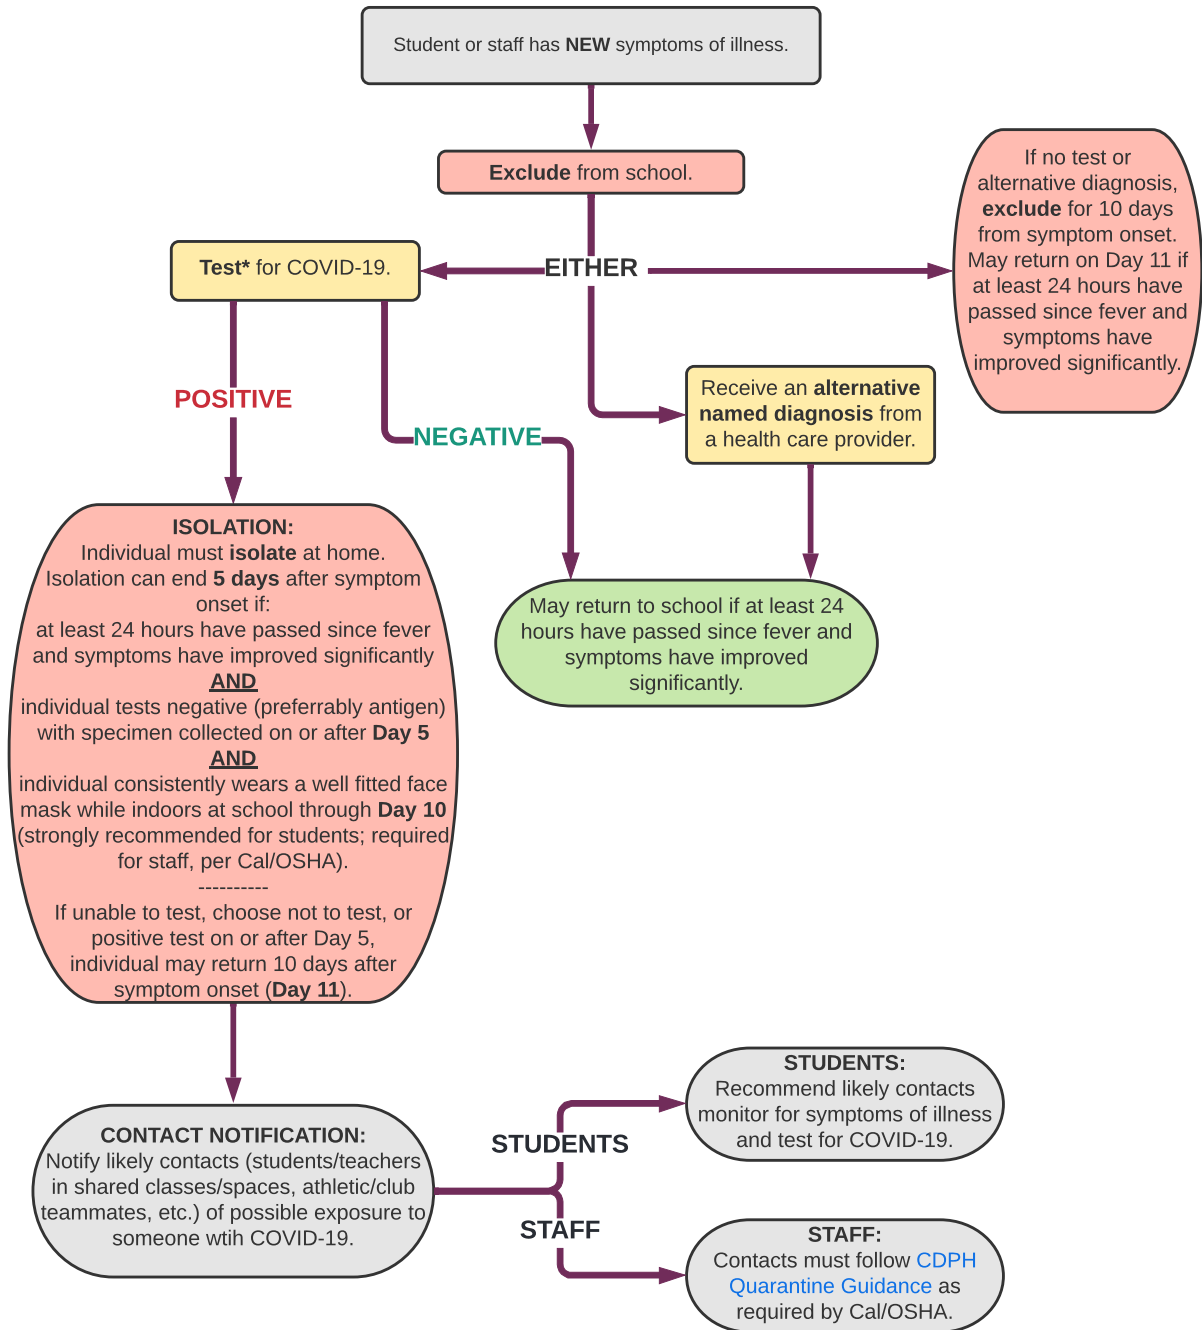 Student or staff has NEW symptoms of illness.
Exclude from school.
If no test or
alternative diagnosis,
exclude for 10 days
from symptom onset.
May return on Day 11 if
at least 24 hours have
passed since fever and
symptoms have
improved significantly.
Test* for COVID-19.
EITHER
Receive an alternative
named diagnosis from
a health care provider.
POSITIVE
NEGATIVE
ISOLATION:
Individual must isolate at home.
Isolation can end 5 days after symptom
onset if:
at least 24 hours have passed since fever
and symptoms have improved significantly
AND
individual tests negative (preferrably antigen)
with specimen collected on or after Day 5
AND
individual consistently wears a well fitted face
mask while indoors at school through Day 10
(strongly recommended for students; required
for staff, per Cal/OSHA).
----------
If unable to test, choose not to test, or
positive test on or after Day 5,
individual may return 10 days after
symptom onset (Day 11).
May return to school if at least 24
hours have passed since fever and
symptoms have improved
significantly.
CONTACT NOTIFICATION:
Notify likely contacts (students/teachers
in shared classes/spaces, athletic/club
teammates, etc.) of possible exposure to
someone wtih COVID-19.
STUDENTS
STUDENTS:
Recommend likely contacts
monitor for symptoms of illness
and test for COVID-19.
STAFF
STAFF:
Contacts must follow CDPH
Quarantine Guidance as
required by Cal/OSHA.